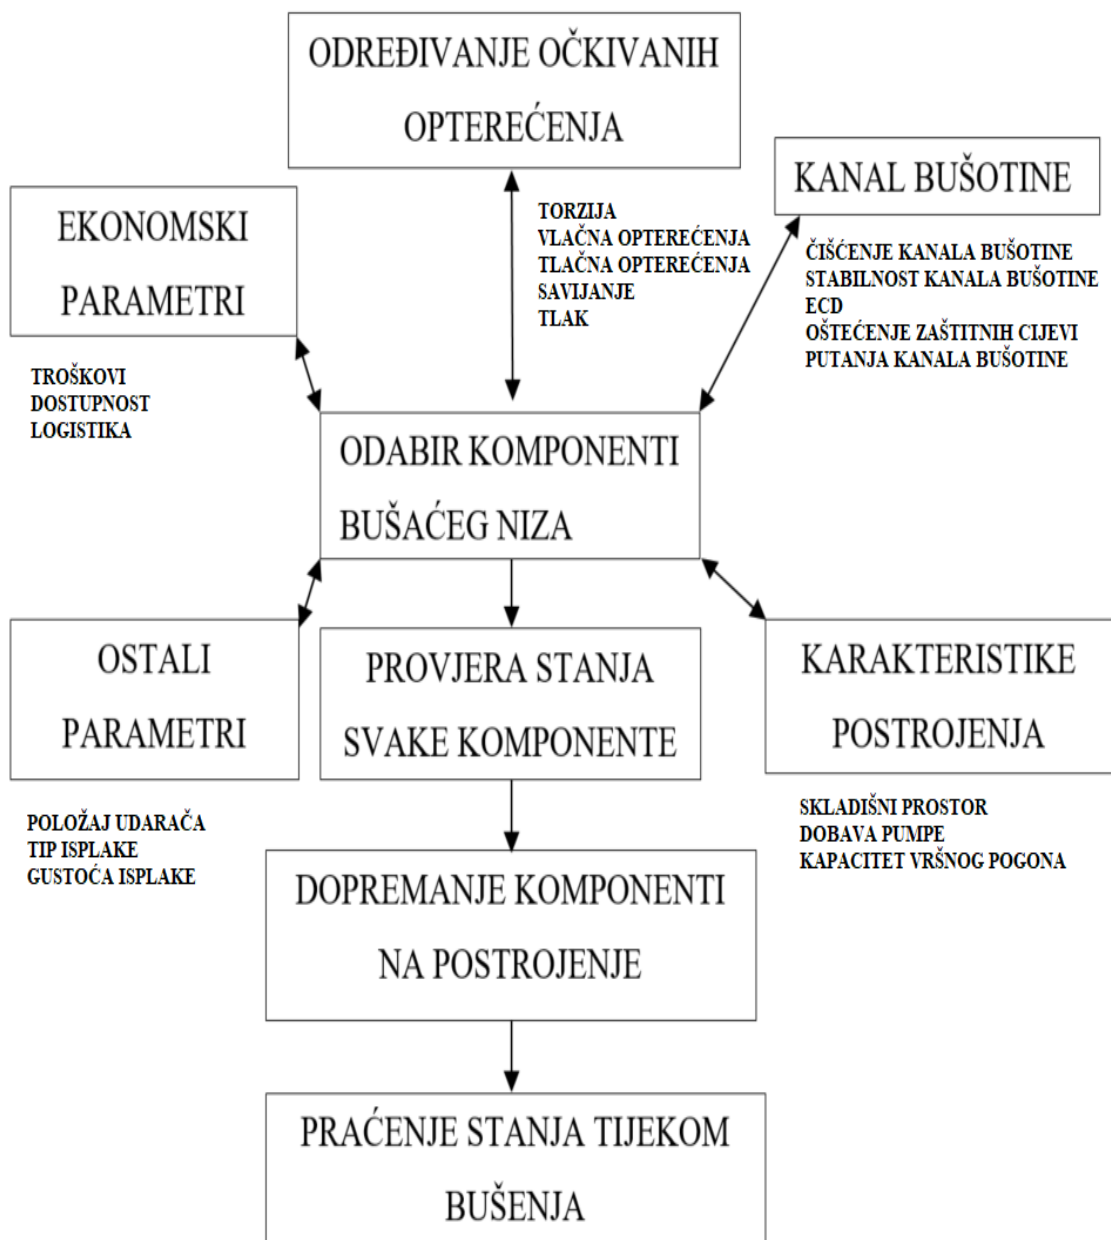 ODREĐIVANJE OČKIVANIH
OPTEREĆENJA
KANAL BUŠOTINE
EKONOMSKI
PARAMETRI
TORZIJA
VLAČNA OPTEREĆENJA
TLAČNA OPTEREĆENJA
SAVIJANJE
TLAK
ČIŠĆENJE KANALA BUŠOTINE
STABILNOST KANALA BUŠOTINE
ECD
OŠTEĆENJE ZAŠTITNIH CIJEVI
PUTANJA KANALA BUŠOTINE
TROŠKOVI
DOSTUPNOST
LOGISTIKA
ODABIR KOMPONENTI
BUŠAĆEG NIZA
OSTALI
PARAMETRI
PROVJERA STANJA
SVAKE KOMPONENTE
KARAKTERISTIKE
POSTROJENJA
POLOŽAJ UDARAČA
TIP ISPLAKE
GUSTOĆA ISPLAKE
SKLADIŠNI PROSTOR
DOBAVA PUMPE
KAPACITET VRŠNOG POGONA
DOPREMANJE KOMPONENTI
NA POSTROJENJE
PRAĆENJE STANJA TIJEKOM
BUŠENJA